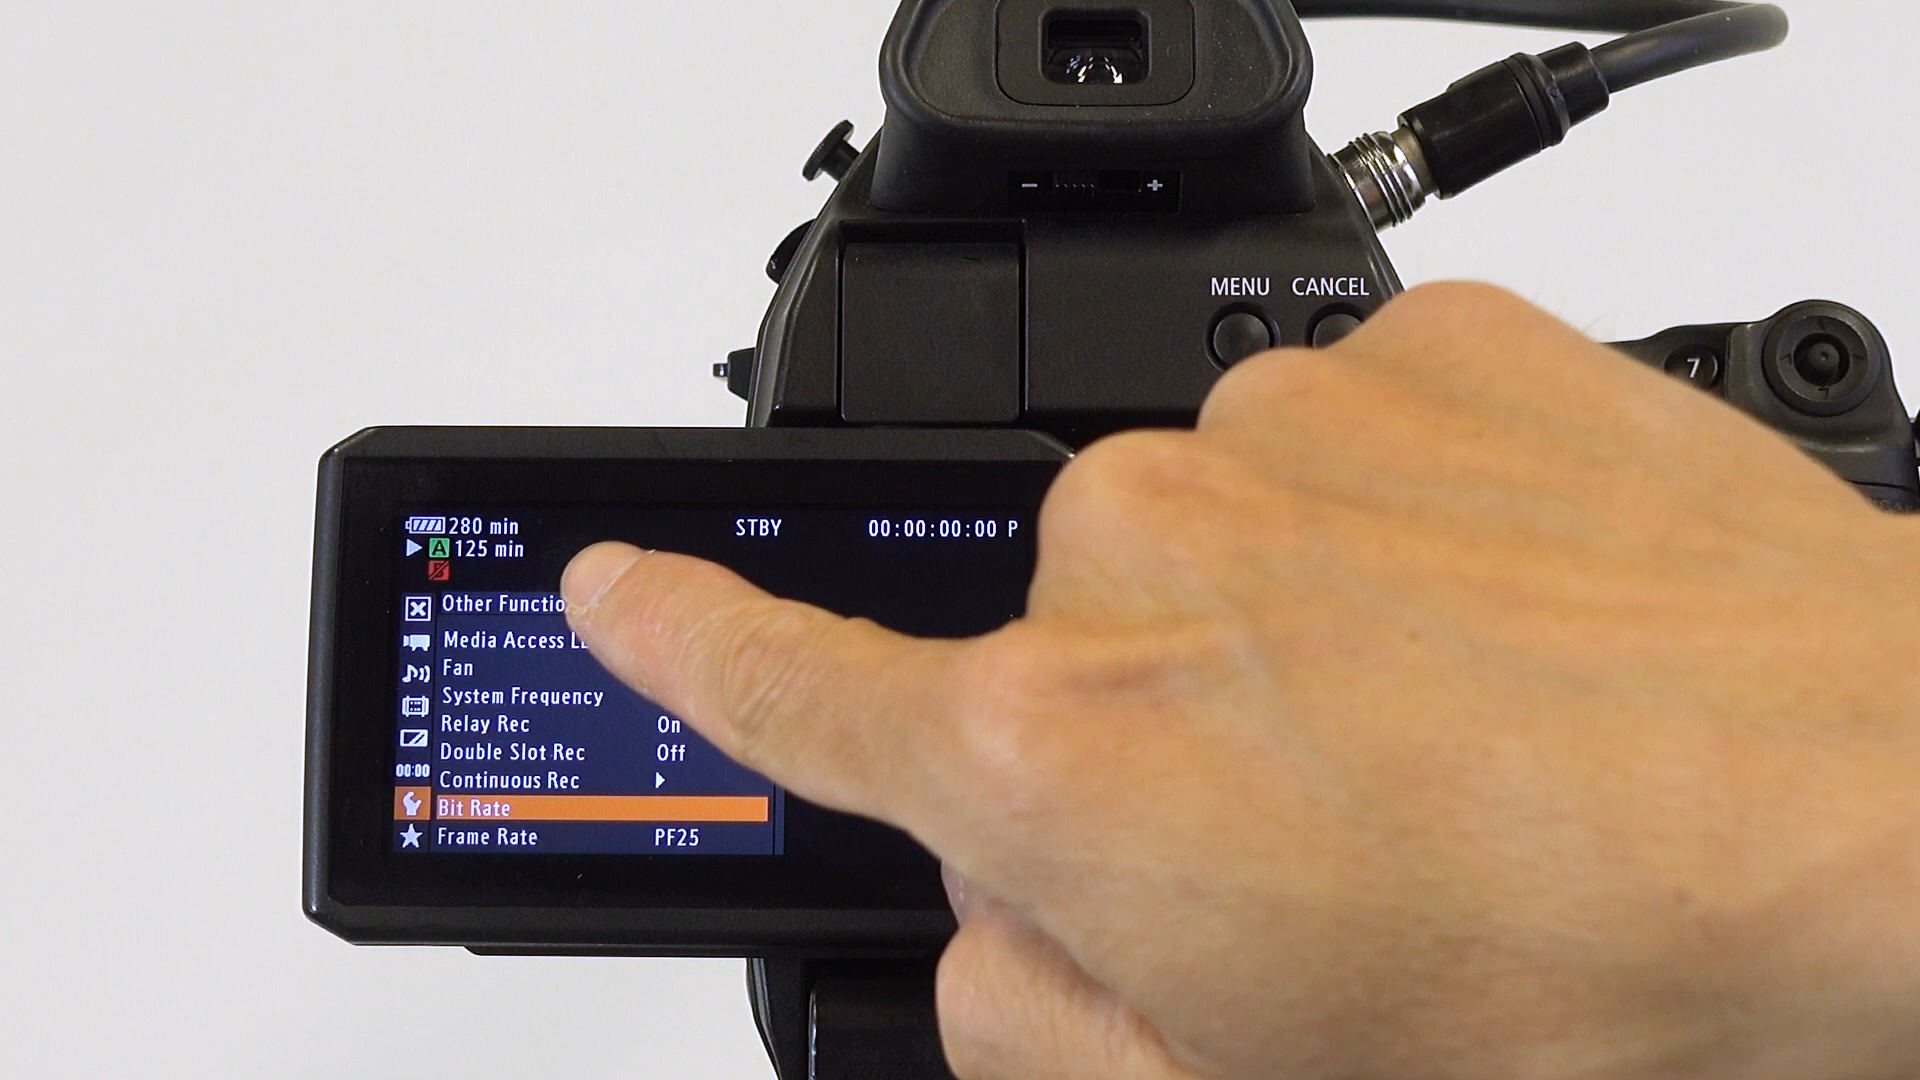 MENU CANCEL
7
280 min STBY 00:00:00:00 P
A 125 min
B
Other Functio
Media Access L
Fan
System Frequency
Relay Rec On
Double Slot Rec Off
Continuous Rec
00:00
Bit Rate
Frame Rate PF25